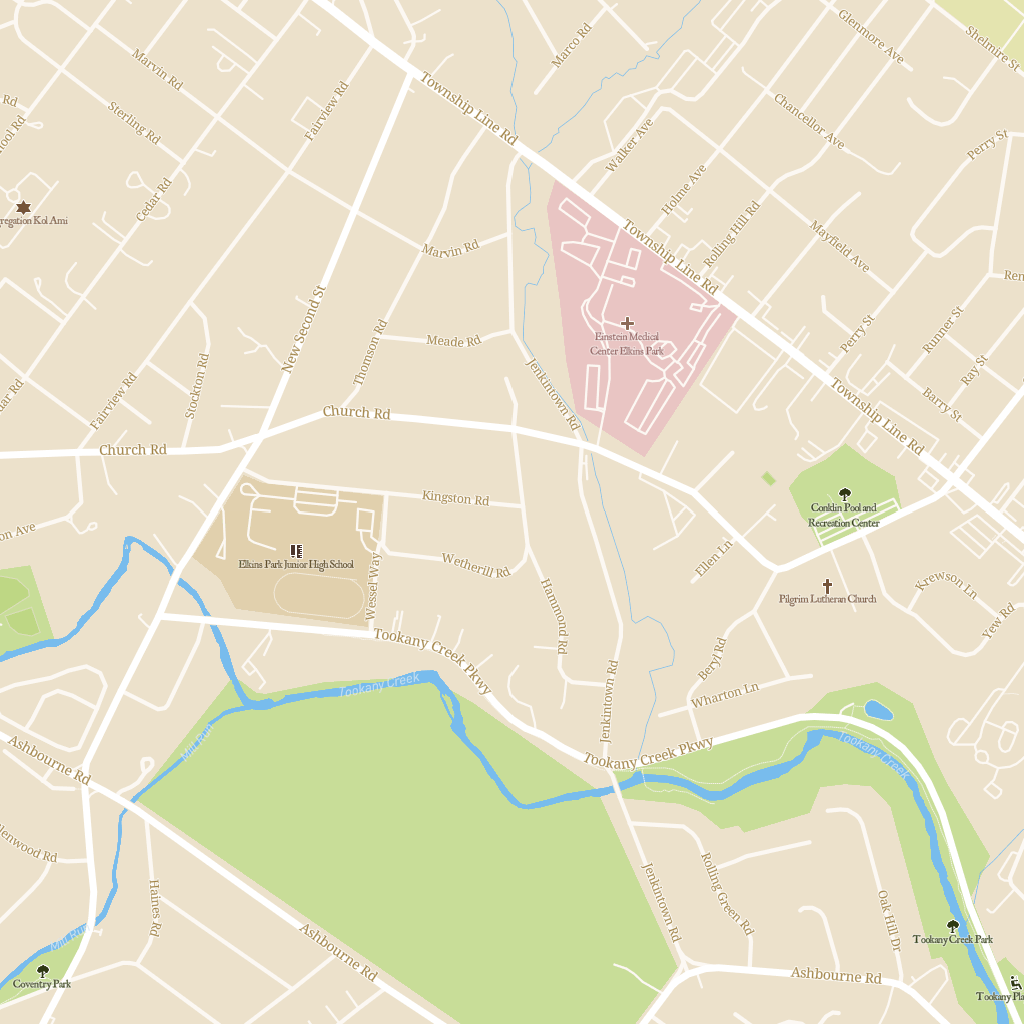 Glenmore Ave
Shelmire St
Marco Rd
Marvin Rd
Township Line Rd
Fairview Rd
Rd
Sterling Rd
Chancellor Ave
Walker Ave
Perry St
Cedar Rd
Holme Ave
Rolling Hill Rd
Kol Ami
Township Line Rd
Mayfield Ave
Marvin Rd
New Second St
Einstein Medical
Center Elkins Park
Meade Rd
Thomson Rd
Perry St
Runner St
Stockton Rd
Ray St
Jenkintown Rd
Fairview Rd
Barry St
Township Line Rd
Church Rd
Church Rd
Kingston Rd
Conklin Pool and
Recreation Center
Ave
Elkins Park Junior High School
Wetherill Rd
Ellen Ln
Wessel Way
Krewson Ln
Pilgrim Lutheran Church
Hammond Rd
Yew Rd
Tookany Creek Pkwy
Beryl Rd
Tookany Creek
Wharton Ln
Jenkintown Rd
Mill Run
Tookany Creek Pkwy
Tookany Creek
Ashbourne Rd
Rd
Jenkintown Rd
Rolling Green Rd
Haines Rd
Oak Hill Dr
Mill Run
Tookany Creek Park
Ashbourne Rd
Coventry Park
Ashbourne Rd
Tookany